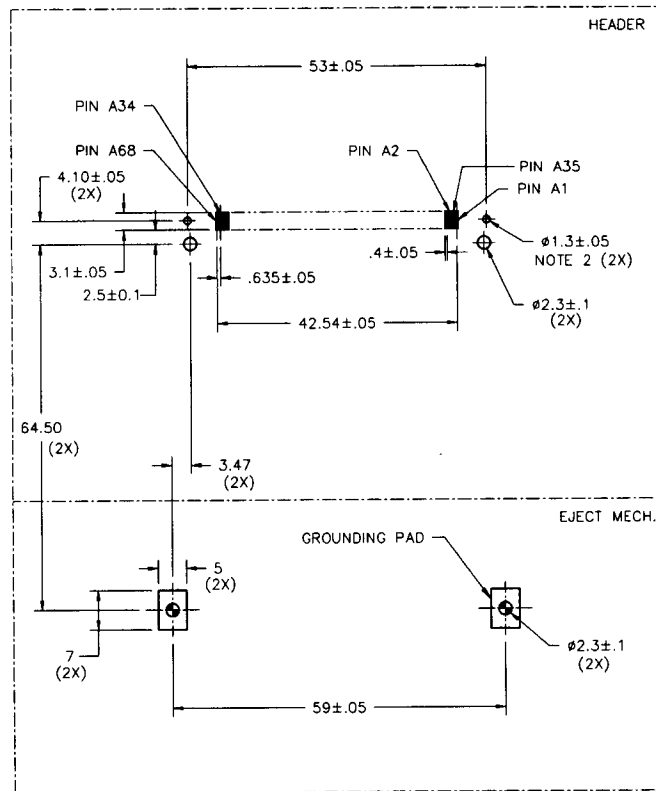 HEADER
53±.05
PIN A34
PIN A68
PIN A2
PIN A35
PIN A1
4.10±.05
(2X)
ø1.3±.05
NOTE 2 (2X)
3.1±.05
2.5±0.1
.635±.05
.4±.05
ø2.3±.1
(2X)
42.54±.05
64.50
(2X)
3.47
(2X)
EJECT MECH.
GROUNDING PAD
5
(2X)
7
(2X)
ø2.3±.1
(2X)
59±.05